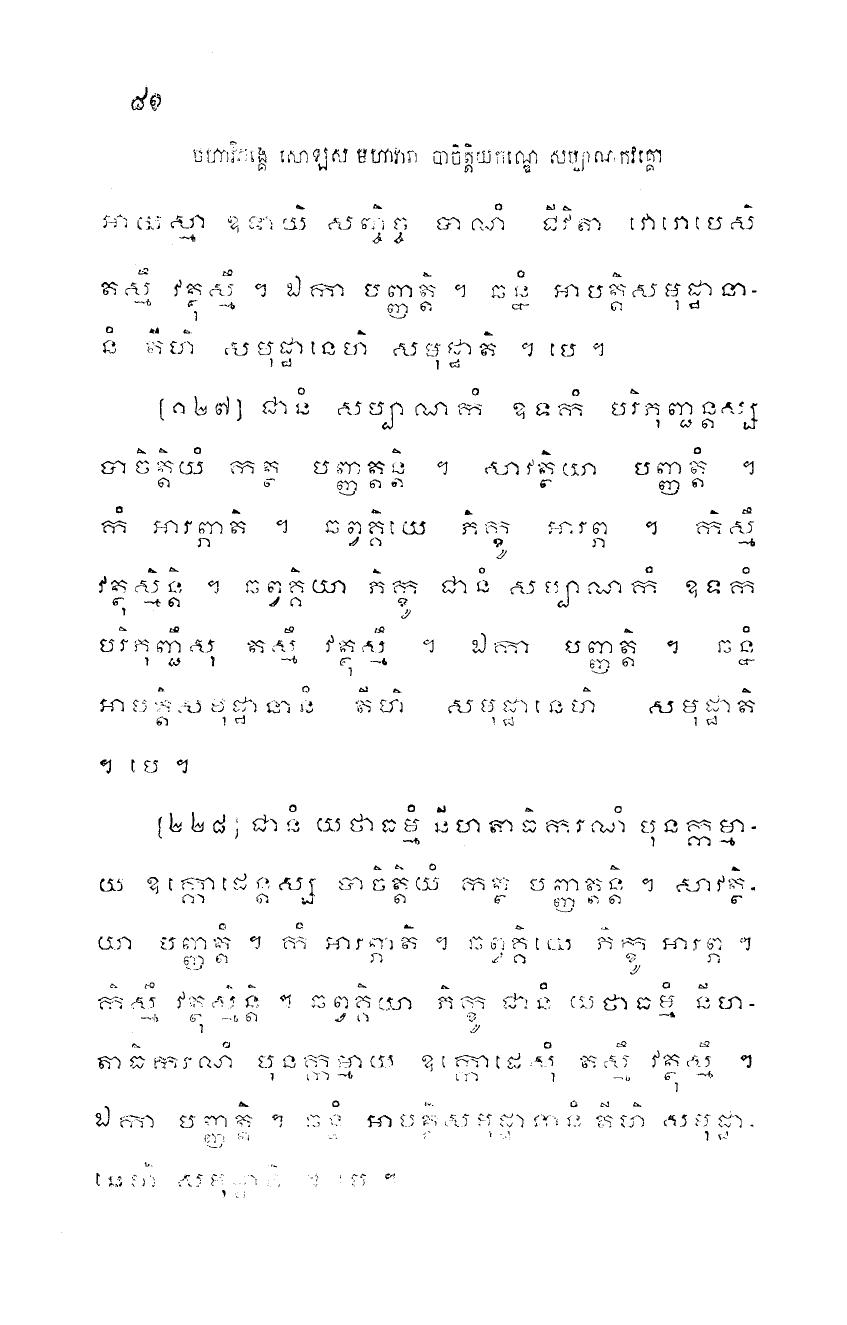 ៨១
មហាវិភង្គេ សោឡស មហាវារា បាចិត្តិយកណ្ឌេ សប្បាណកវគ្គោ
អាយស្មា ឧទាយិ សញ្ចិច្ច បាណំ ជីវិតា វោរោបេសិ
តស្មឹ វត្ថុស្មឹ ។ ឯកា បញ្ញត្តិ ។ ឆន្នំ អាបត្តិសមុដ្ឋានា-
នំ តីហិ សមុដ្ឋានេហិ សមុដ្ឋាតិ ។ បេ ។
[១២៧] ជានំ សប្បាណកំ ឧទកំ បរិភុញ្ជន្តស្ស
បាចិត្តិយំ កត្ថ បញ្ញត្តន្តិ ។ សាវត្ថិយា បញ្ញត្តំ ។
កំ អារព្ភាតិ ។ ឆព្វគ្គិយេ ភិក្ខូ អារព្ភ ។ កិស្មឹ
វត្ថុស្មិន្តិ ។ ឆព្វគ្គិយា ភិក្ខូ ជានំ សប្បាណកំ ឧទកំ
បរិភុញ្ជឹសុ តស្មឹ វត្ថុស្មឹ ។ ឯកា បញ្ញត្តិ ។ ឆន្នំ
អាបត្តិសមុដ្ឋានានំ តីហិ សមុដ្ឋានេហិ សមុដ្ឋាតិ
។ បេ ។
[២២៨] ជានំ យថាធម្មំ នីហតាធិករណំ បុនក្កម្មា-
យ ឧក្កោដេន្តស្ស បាចិត្តិយំ កត្ថ បញ្ញត្តន្តិ ។ សាវត្ថិ-
យា បញ្ញត្តំ ។ កំ អារព្ភាតិ ។ ឆព្វគ្គិយេ ភិក្ខូ អារព្ភ ។
កិស្មឹ វត្ថុស្មិន្តិ ។ ឆព្វគ្គិយា ភិក្ខូ ជានំ យថាធម្មំ នីហ-
តាធិករណំ បុនក្កម្មាយ ឧក្កោដេសុំ តស្មឹ វត្ថុស្មឹ ។
ឯកា បញ្ញត្តិ ។ ឆន្នំ អាបត្តិសមុដ្ឋានានំ តីហិ សមុដ្ឋា-
នេហិ សមុដ្ឋាតិ ។ បេ ។